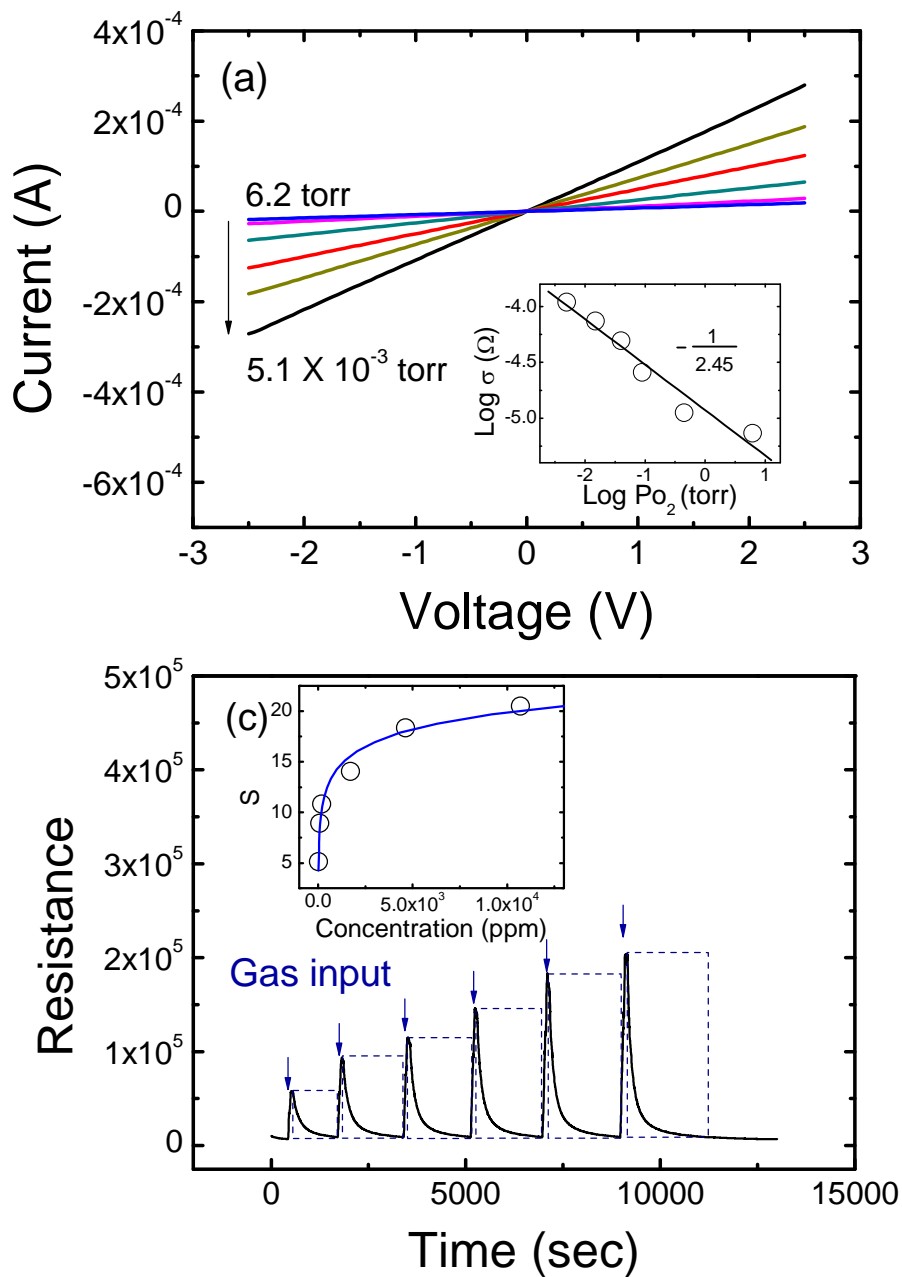 4x10⁻⁴
(a)
2x10⁻⁴
6.2 torr
0
-2x10⁻⁴
5.1 X 10⁻³ torr
-4x10⁻⁴
-6x10⁻⁴
Current (A)
-3 -2 -1 0 1 2 3
Voltage (V)
-4.0
-4.5
-5.0
Log σ (Ω)
- 1
2.45
-2 -1 0 1
Log Po₂ (torr)
5x10⁵
(c)
4x10⁵
3x10⁵
2x10⁵
1x10⁵
0
Resistance
20
15
10
5
S
0.0 5.0x10³ 1.0x10⁴
Concentration (ppm)
Gas input
0 5000 10000 15000
Time (sec)